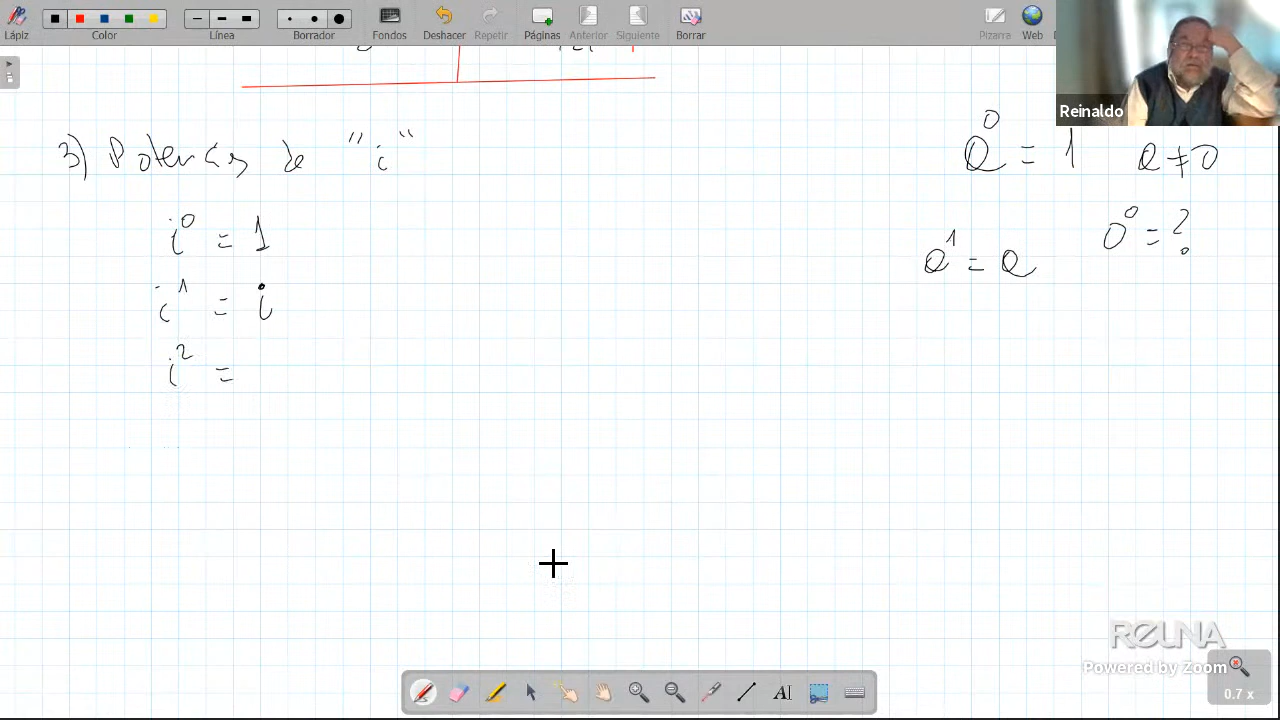 Lápiz Color Línea Borrador Fondos Deshacer Repetir Páginas Anterior Siguiente Borrar Pizarra Web
Reinaldo
3) Potencias de "i"
a⁰ = 1 a ≠ 0
i⁰ = 1
0⁰ = ?
a¹ = a
i¹ = i
i² =
REUNA
Powered by Zoom
0.7 x